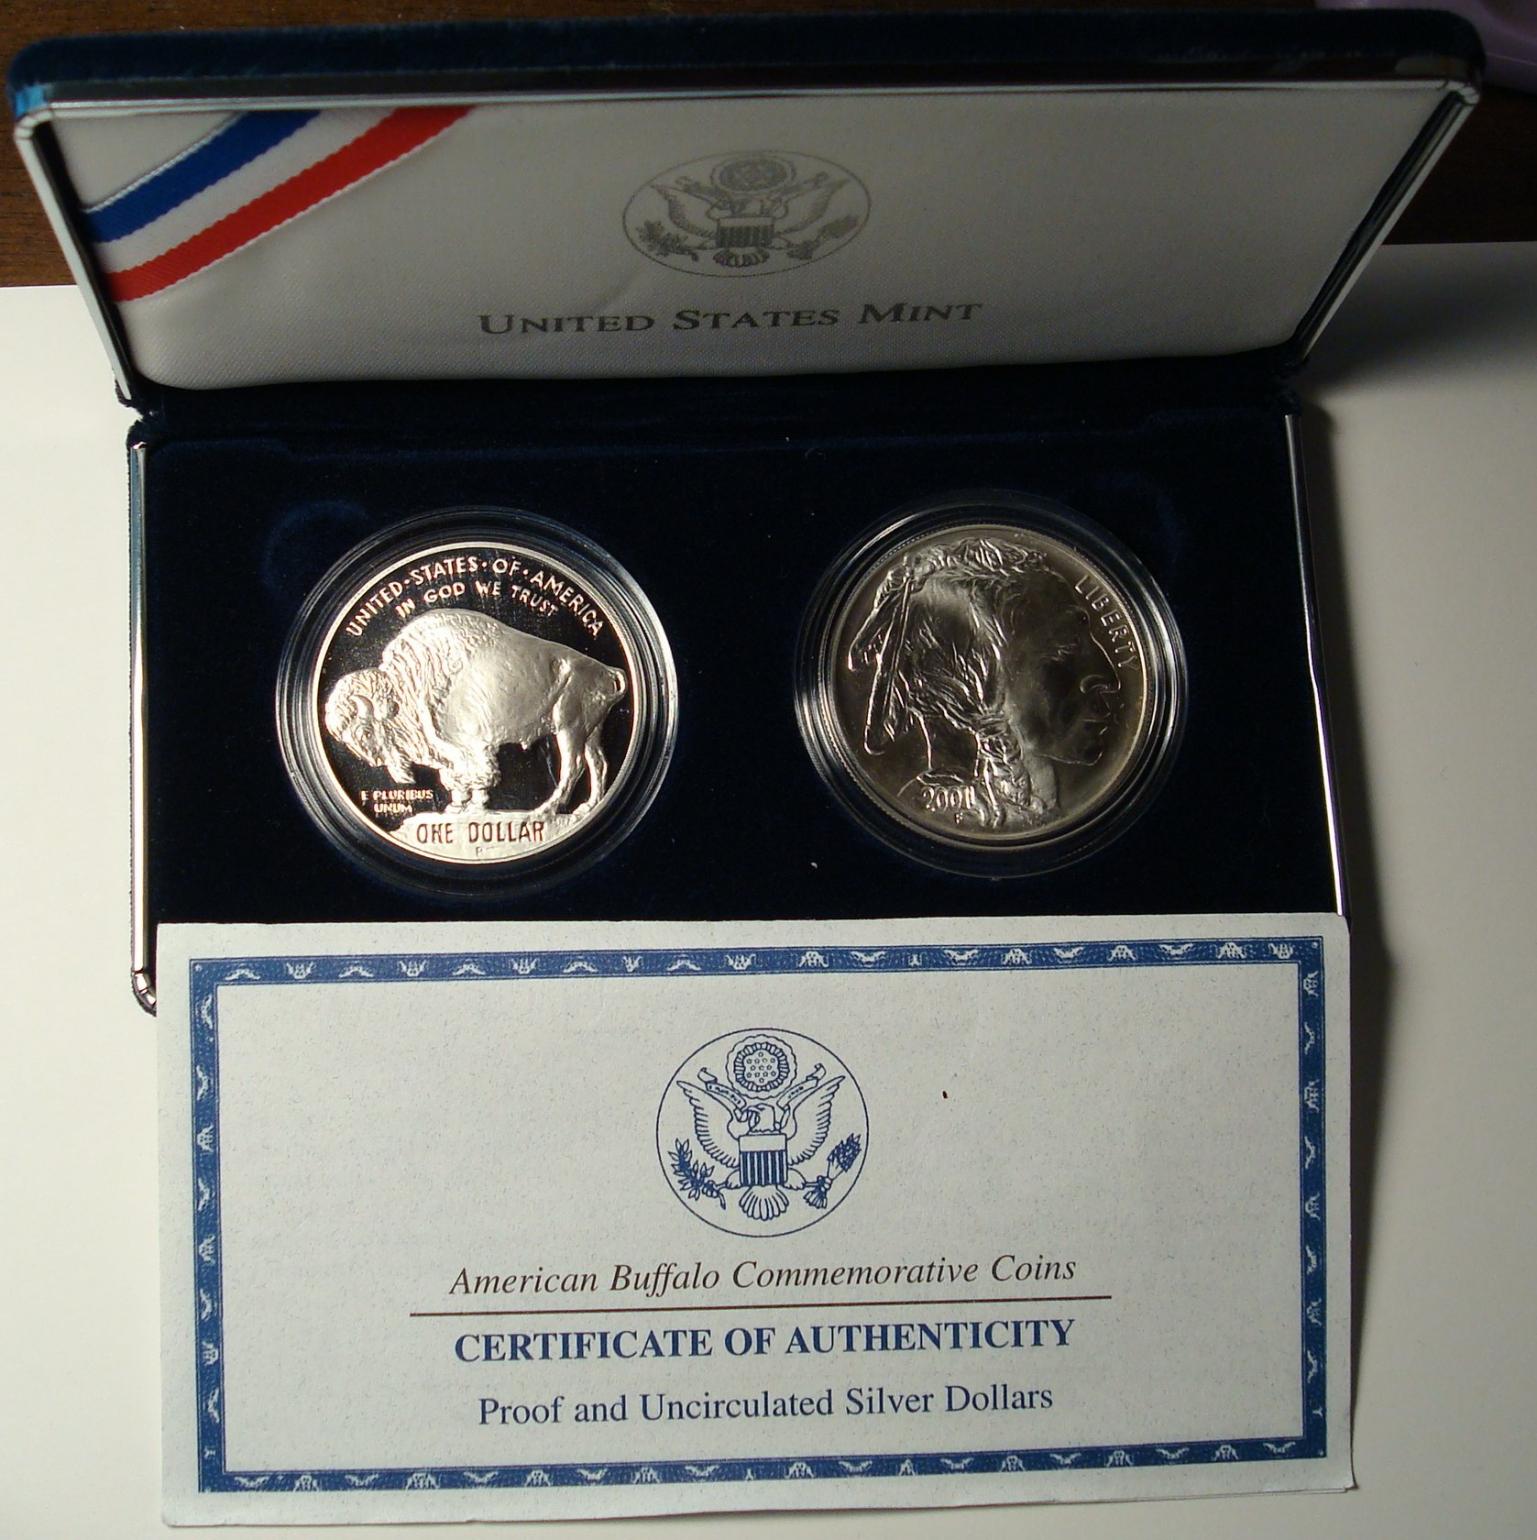 United States Mint
UNITED·STATES·OF·AMERICA
IN GOD WE TRUST
E PLURIBUS
UNUM
ONE DOLLAR
P
LIBERTY
2001
F
American Buffalo Commemorative Coins
CERTIFICATE OF AUTHENTICITY
Proof and Uncirculated Silver Dollars